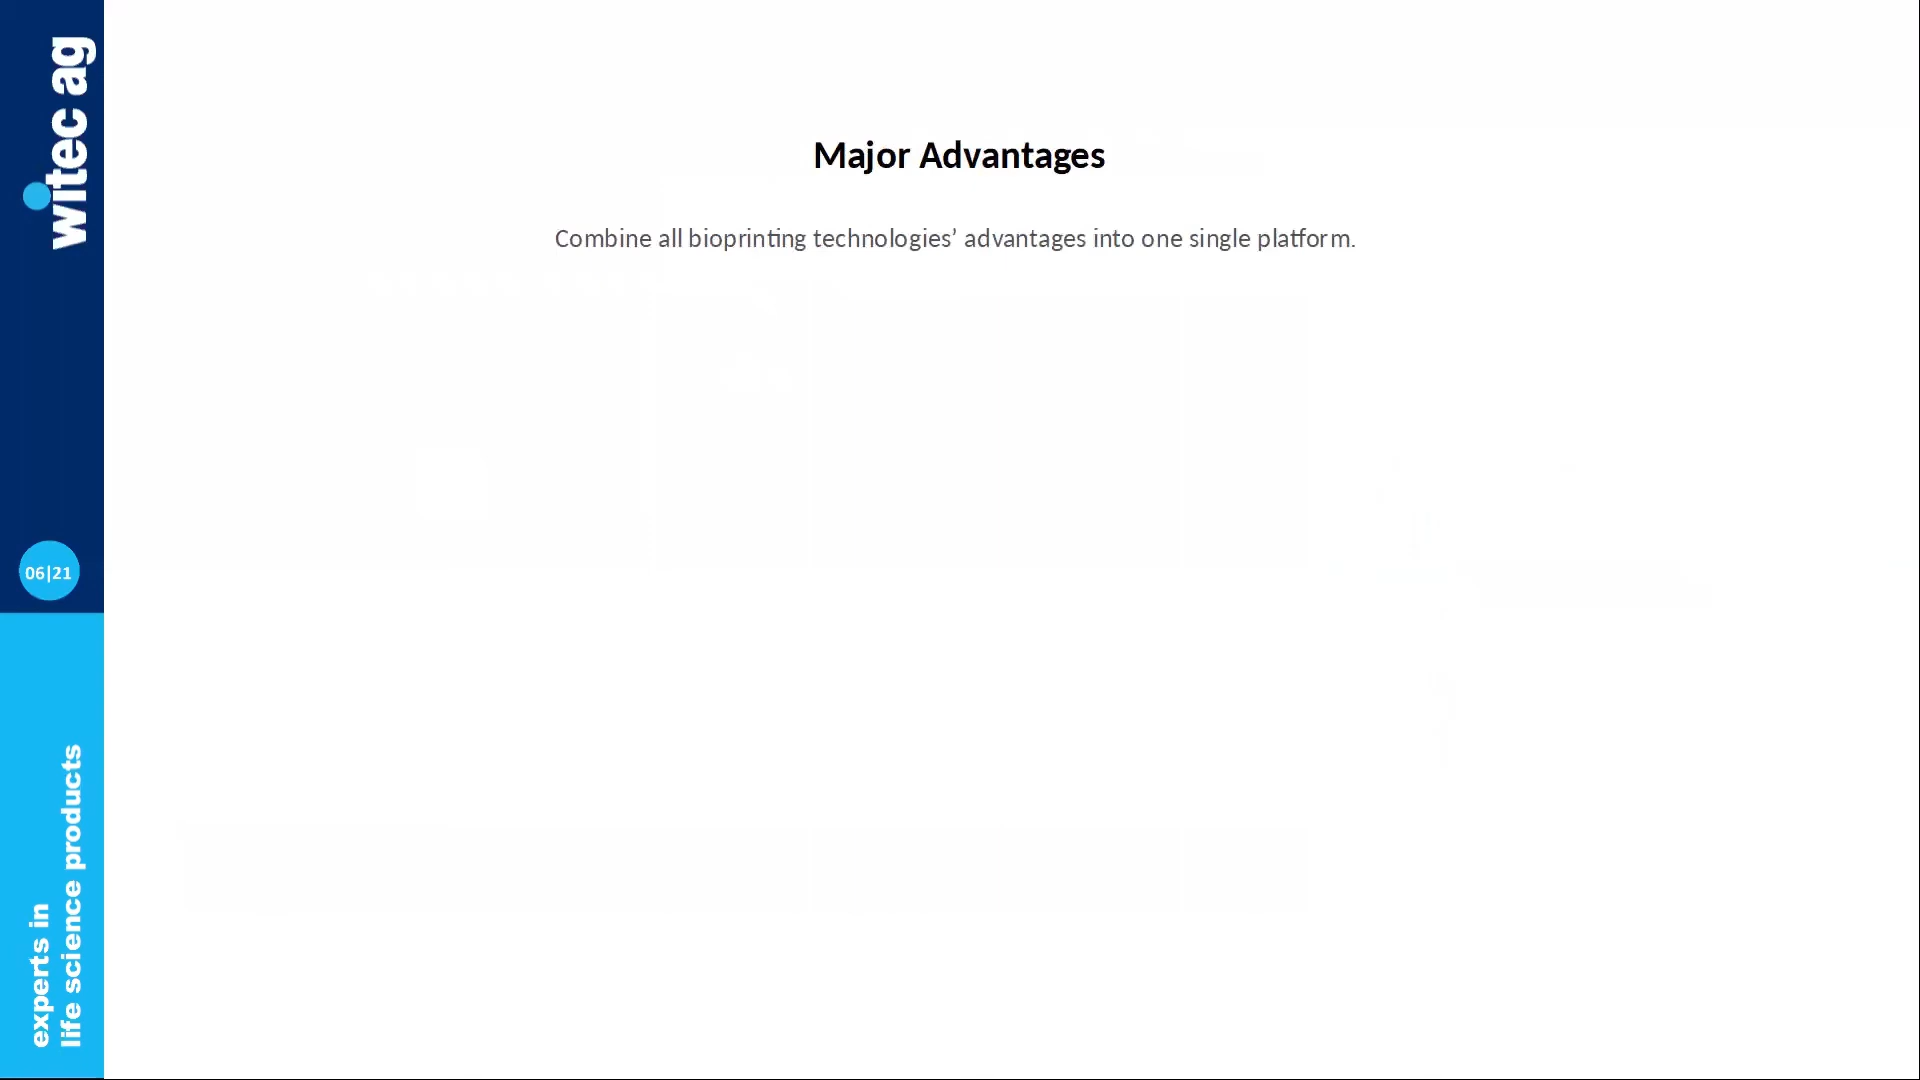 witec ag
Major Advantages
Combine all bioprinting technologies’ advantages into one single platform.
06|21
experts in
life science products